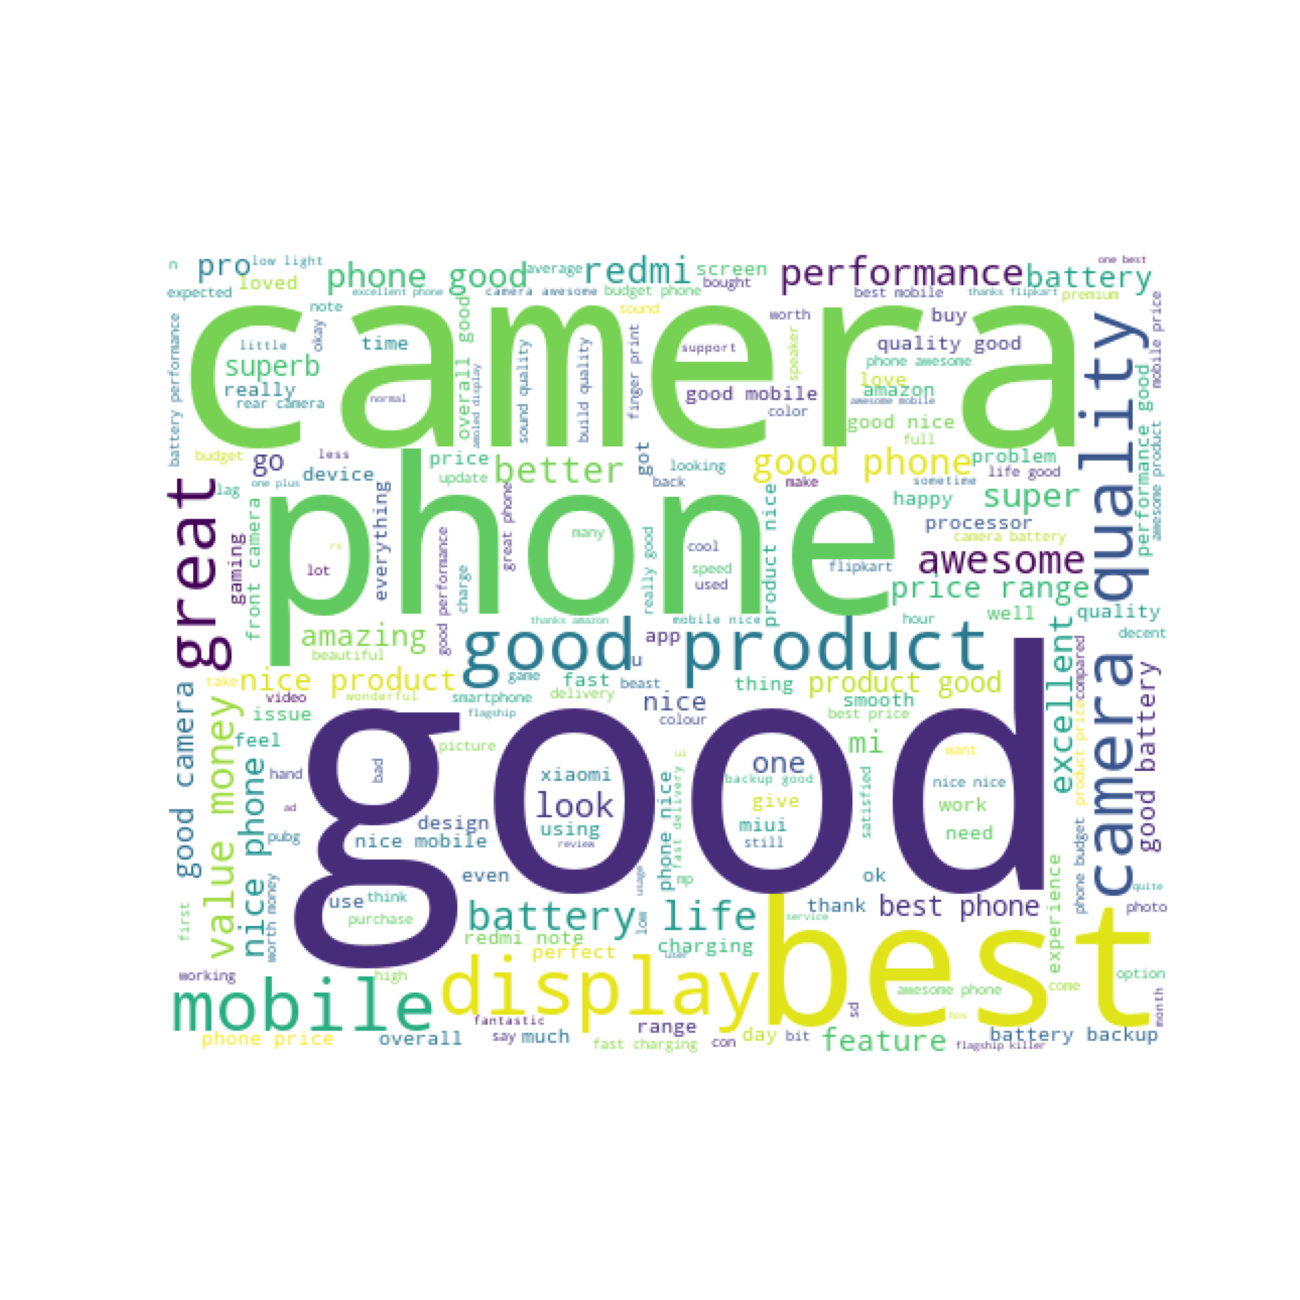 n
pro
low light
phone good
average
redmi
screen
performance
battery
one best
expected
loved
excellent phone
camera awesome
budget phone
bought
best mobile
thanks flipkart
premium
note
sound
worth
buy
camera
okay
time
little
superb
really
rear camera
normal
overall good
amoled display
sound quality
build quality
finger print
support
speaker
good mobile
color
quality good
phone awesome
love
amazon
awesome mobile
good nice
full
mobile price
battery performance
budget
go
less
device
one plus
lag
price
update
better
got
looking
back
good phone
make
problem
life good
sometime
super
happy
performance good
awesome product
quality
camera quality
great
gaming
front camera
lot
rs
everything
phone
charge
good performance
great phone
many
really good
cool
speed
used
product nice
flipkart
processor
camera battery
awesome
price range
well
hour
quality
decent
thanks amazon
mobile nice
amazing
beautiful
good product
app
u
take
nice product
video
wonderful
smartphone
game
flagship
fast
delivery
beast
nice
colour
thing
product good
smooth
best price
excellent
product price
compared
good battery
good camera
value money
issue
feel
hand
ad
pubg
nice phone
worth money
first
good
bad
picture
xiaomi
look
using
review
design
nice mobile
ui
one
backup good
give
miui
still
mi
satisfied
want
nice nice
work
need
phone nice
fast delivery
mp
usage
low
even
ok
use
think
purchase
battery life
redmi note
perfect
charging
user
service
thank
best phone
experience
phone budget
quite
photo
working
high
mobile
display
best
awesome phone
come
option
box
sd
month
phone price
overall
fantastic
say
much
range
fast charging
con
day
bit
feature
flagship killer
battery backup